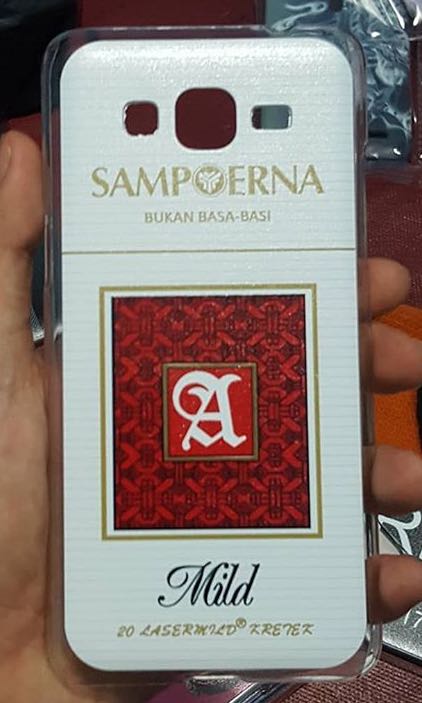 SAMPOERNA
BUKAN BASA-BASI
A
Mild
20 LASERMILD® KRETEK